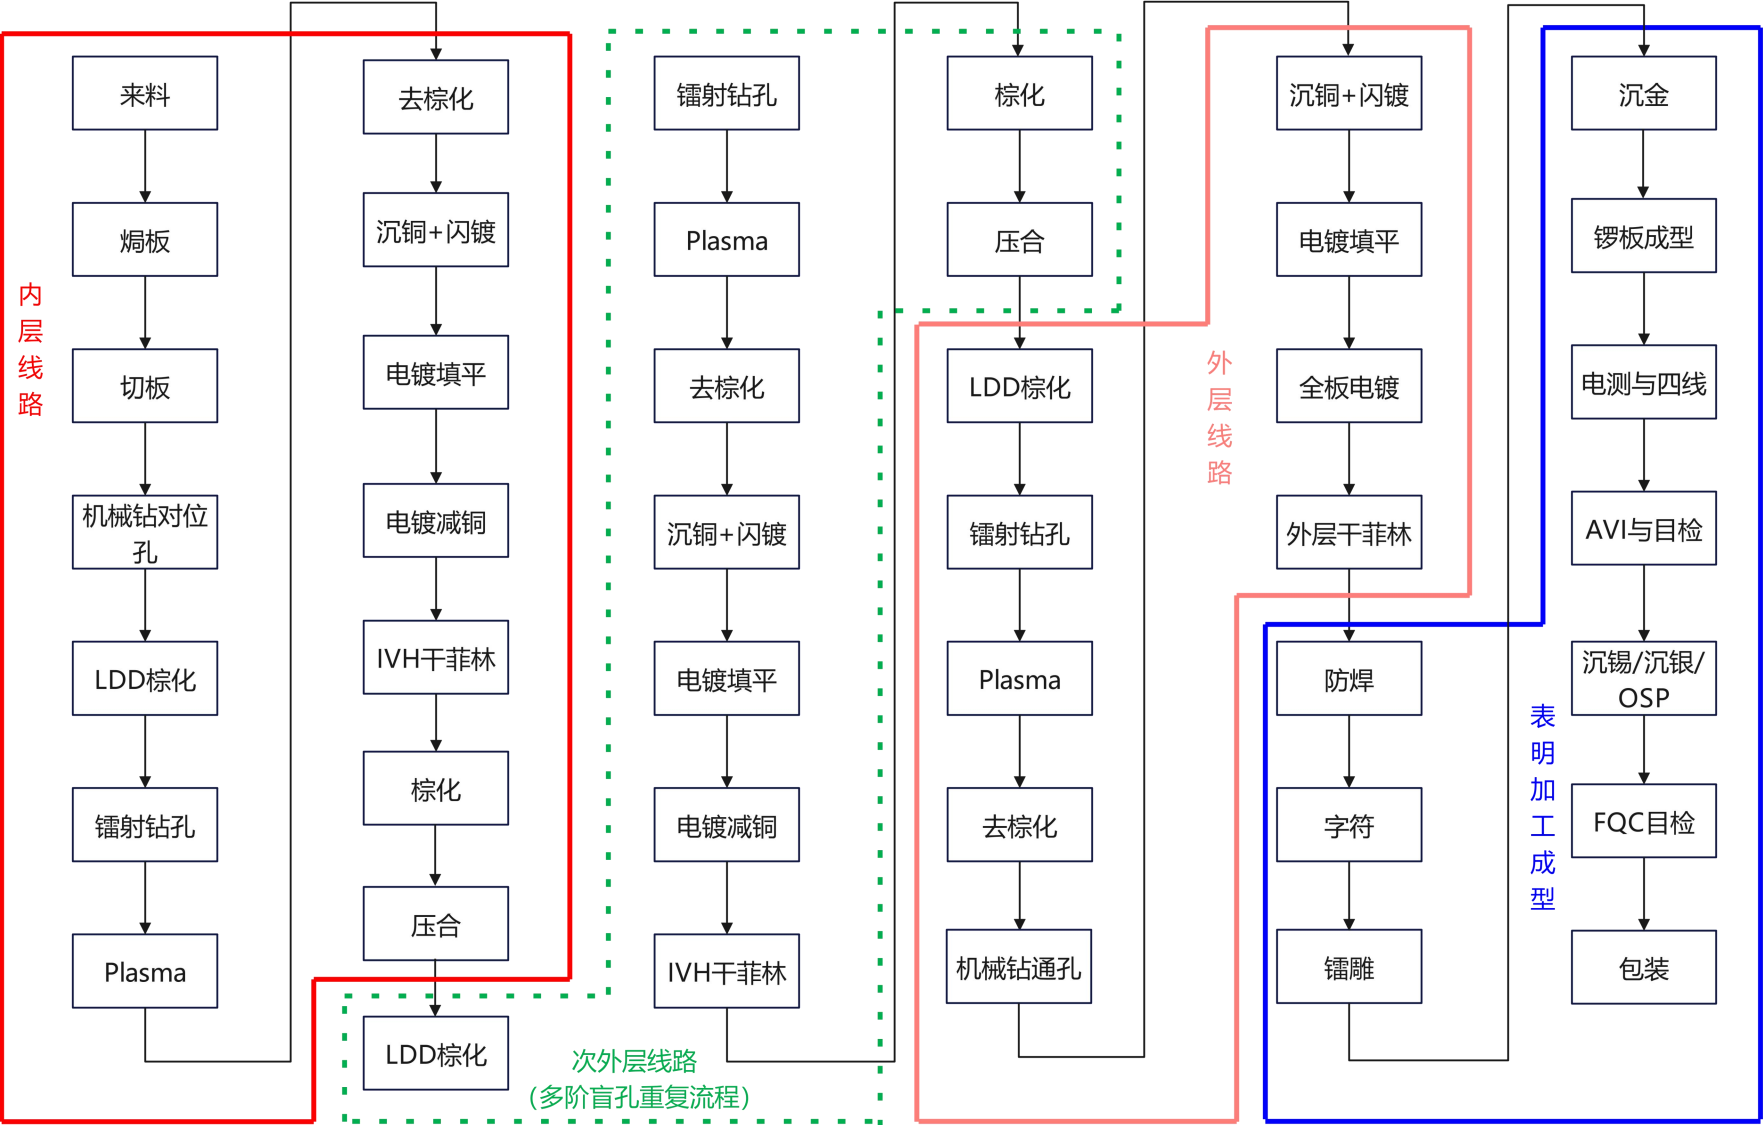 来料
焗板
切板
机械钻对位
孔
LDD棕化
镭射钻孔
Plasma
内
层
线
路
去棕化
沉铜+闪镀
电镀填平
电镀减铜
IVH干菲林
棕化
压合
LDD棕化
镭射钻孔
Plasma
去棕化
沉铜+闪镀
电镀填平
电镀减铜
IVH干菲林
次外层线路
(多阶盲孔重复流程)
棕化
压合
LDD棕化
镭射钻孔
Plasma
去棕化
机械钻通孔
外
层
线
路
沉铜+闪镀
电镀填平
全板电镀
外层干菲林
防焊
字符
镭雕
表
明
加
工
成
型
沉金
锣板成型
电测与四线
AVI与目检
沉锡/沉银/
OSP
FQC目检
包装